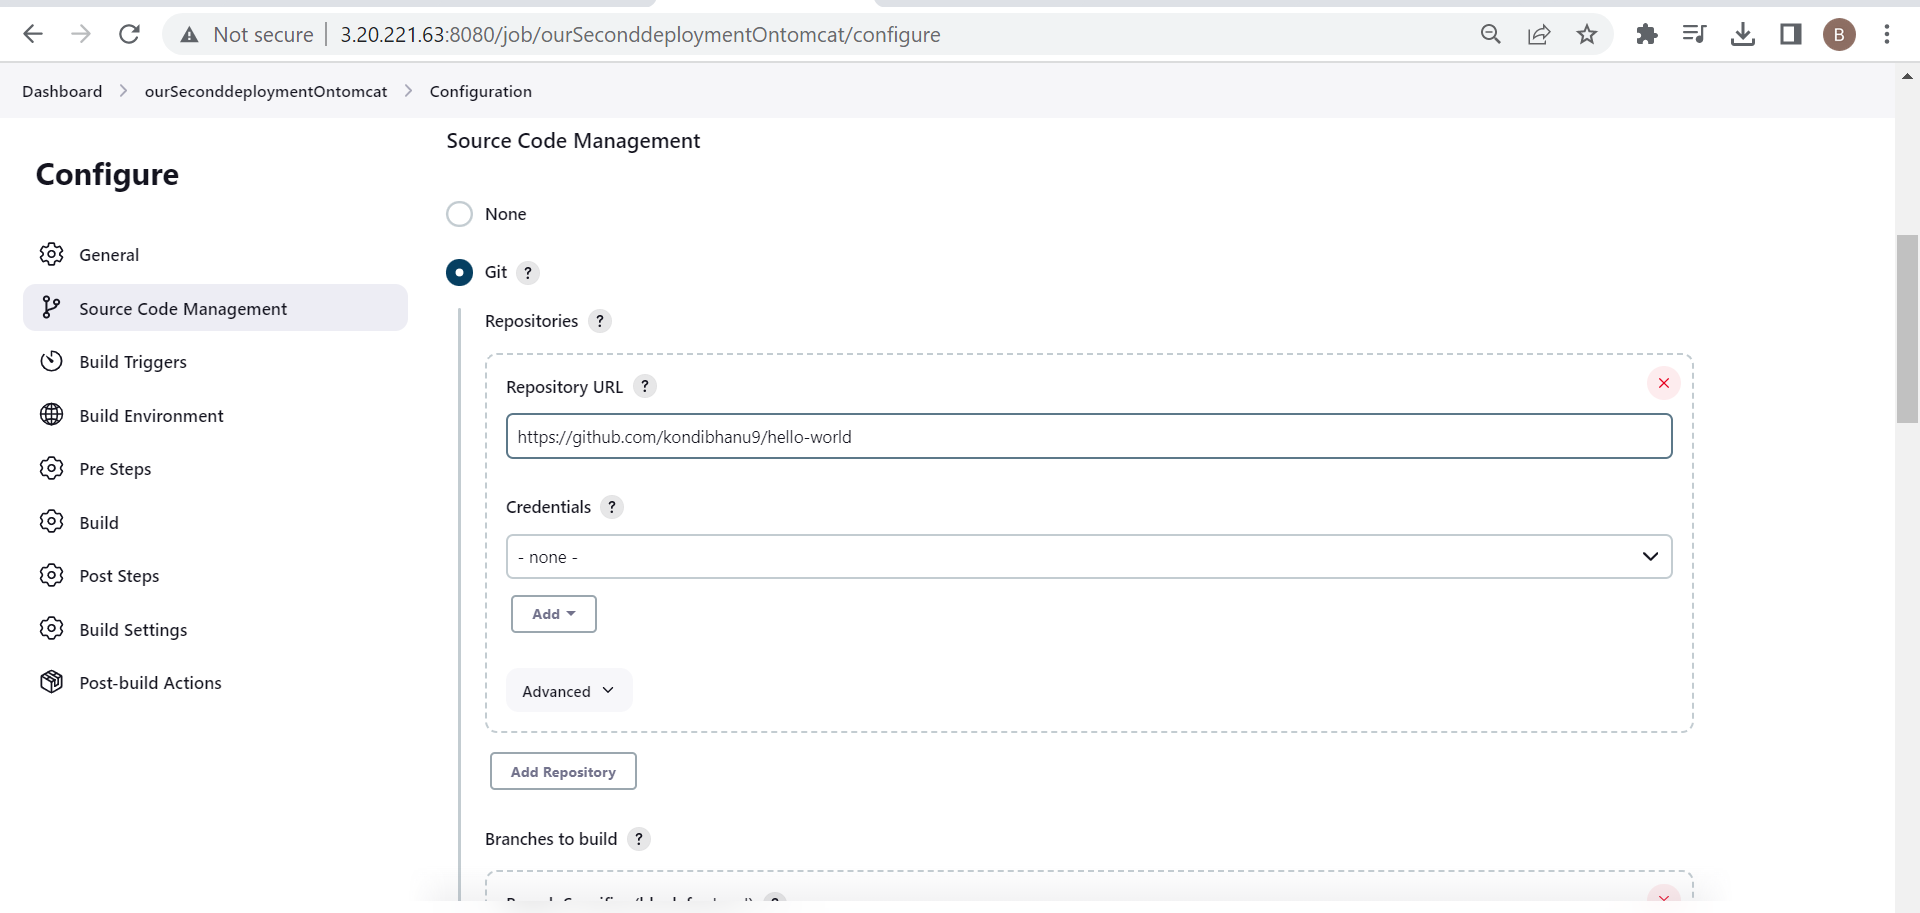 Not secure
3.20.221.63:8080/job/ourSeconddeploymentOntomcat/configure
B
Dashboard
ourSeconddeploymentOntomcat
Configuration
Configure
General
Source Code Management
Build Triggers
Build Environment
Pre Steps
Build
Post Steps
Build Settings
Post-build Actions
Source Code Management
None
Git ?
Repositories ?
Repository URL ?
https://github.com/kondibhanu9/hello-world
Credentials ?
- none -
Add
Advanced
Add Repository
Branches to build ?